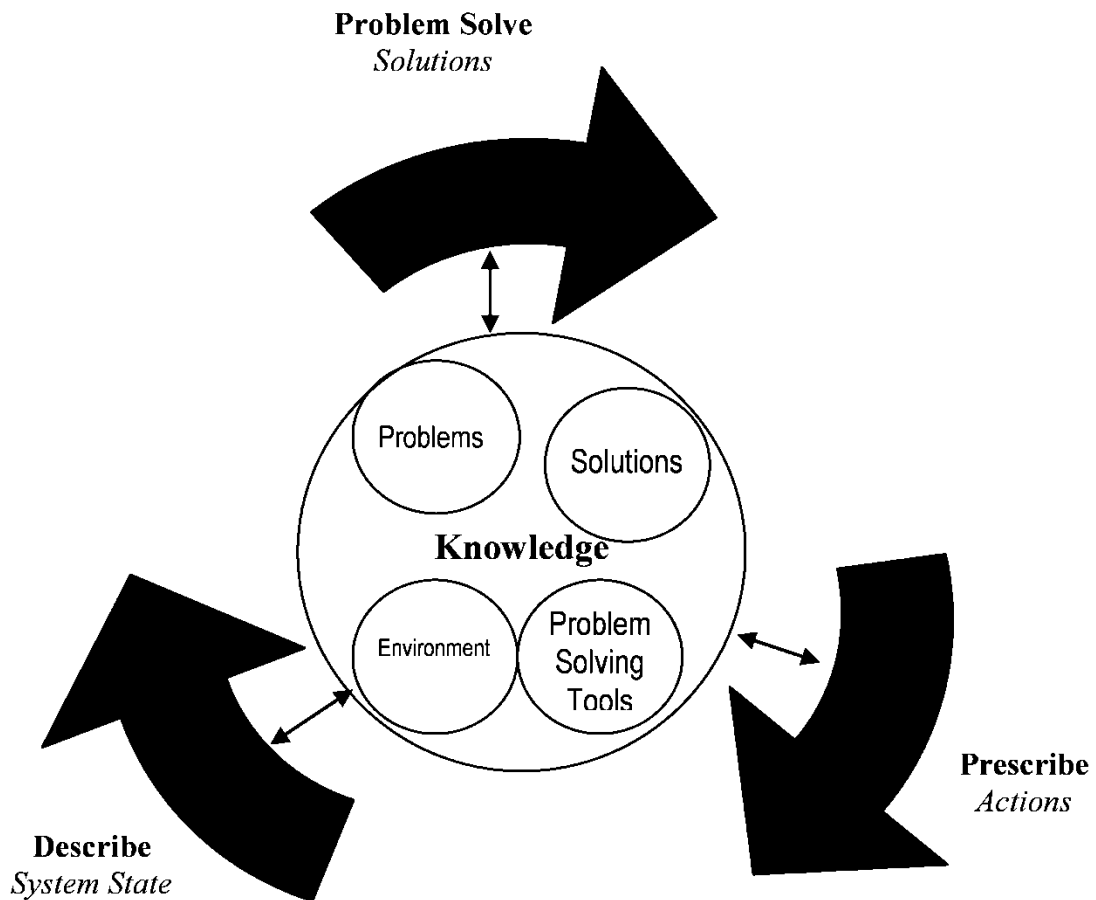 Problem Solve
Solutions
Problems
Solutions
Knowledge
Environment
Problem
Solving
Tools
Prescribe
Actions
Describe
System State